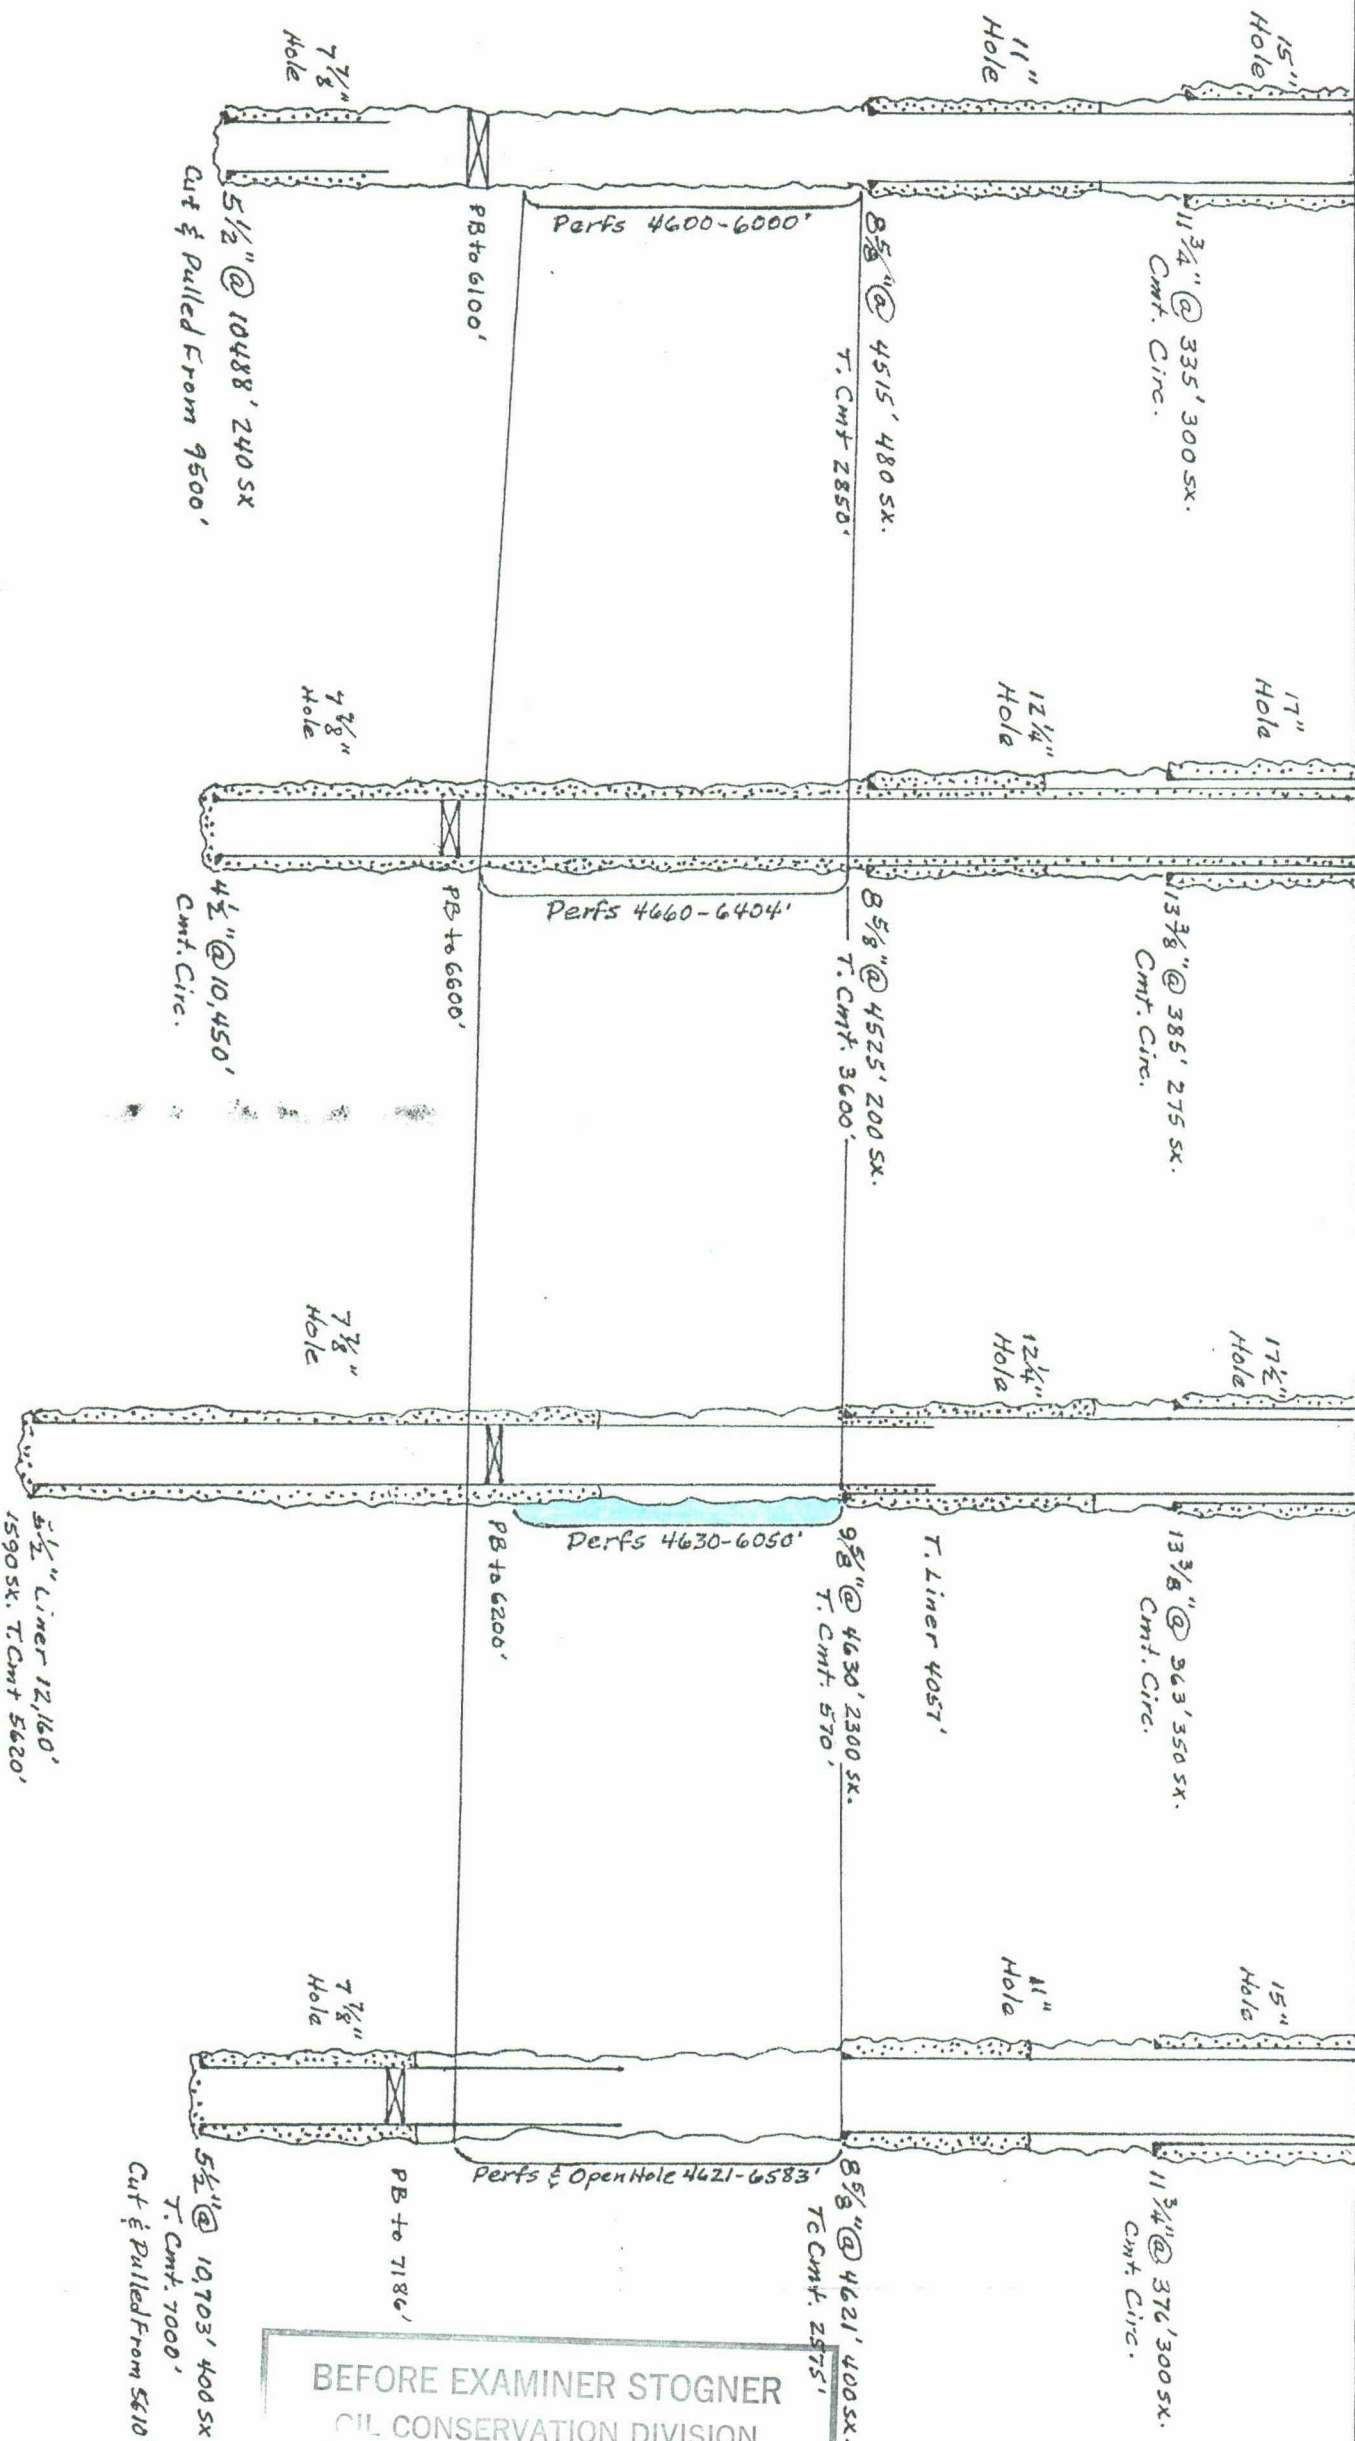 15"
Hole
11 3/4" @ 335' 300 sx.
Cmt. Circ.
11"
Hole
8 5/8" @ 4515' 480 sx.
T. Cmt 2850'
Perfs 4600-6000'
PB to 6100'
7 7/8"
Hole
5 1/2" @ 10488' 240 sx
Cut & Pulled From 9500'
17"
Hole
13 3/8" @ 385' 275 sx.
Cmt. Circ.
12 1/4"
Hole
8 5/8" @ 4525' 200 sx.
T. Cmt. 3600'
Perfs 4660-6404'
PB to 6600'
7 7/8"
Hole
4 1/2" @ 10,450'
Cmt. Circ.
17 1/2"
Hole
13 3/8" @ 363' 350 sx.
Cmt. Circ.
12 1/4"
Hole
T. Liner 4057'
9 5/8" @ 4630' 2300 sx.
T. Cmt. 570'
Perfs 4630-6050'
PB to 6200'
7 7/8"
Hole
5 1/2" Liner 12,160'
1590 sx. T. Cmt 5620'
15"
Hole
11 3/4" @ 376' 300 sx.
Cmt. Circ.
11"
Hole
8 5/8" @ 4621' 400 sx.
TC Cmt. 2575'
Perfs & Open Hole 4621-6583'
PB to 7186'
7 7/8"
Hole
5 1/2" @ 10,703' 400 sx
T. Cmt. 7000'
Cut & Pulled From 5610
BEFORE EXAMINER STOGNER
OIL CONSERVATION DIVISION